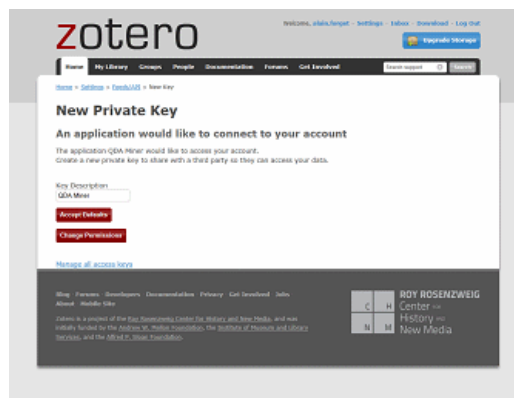 zotero
Welcome, alain.forget · Settings · Inbox · Download · Log Out
Upgrade Storage
Home My Library Groups People Documentation Forums Get Involved
Search support Search
Home > Settings > Feeds/API > New Key
New Private Key
An application would like to connect to your account
The application QDA Miner would like to access your account.
Create a new private key to share with a third party so they can access your data.
Key Description
QDA Miner
Accept Defaults
Change Permissions
Manage all access keys
Blog Forums Developers Documentation Privacy Get Involved Jobs
About Mobile Site
Zotero is a project of the Roy Rosenzweig Center for History and New Media, and was
initially funded by the Andrew W. Mellon Foundation, the Institute of Museum and Library
Services, and the Alfred P. Sloan Foundation.
C H
N M
ROY ROSENZWEIG
Center for
History and
New Media